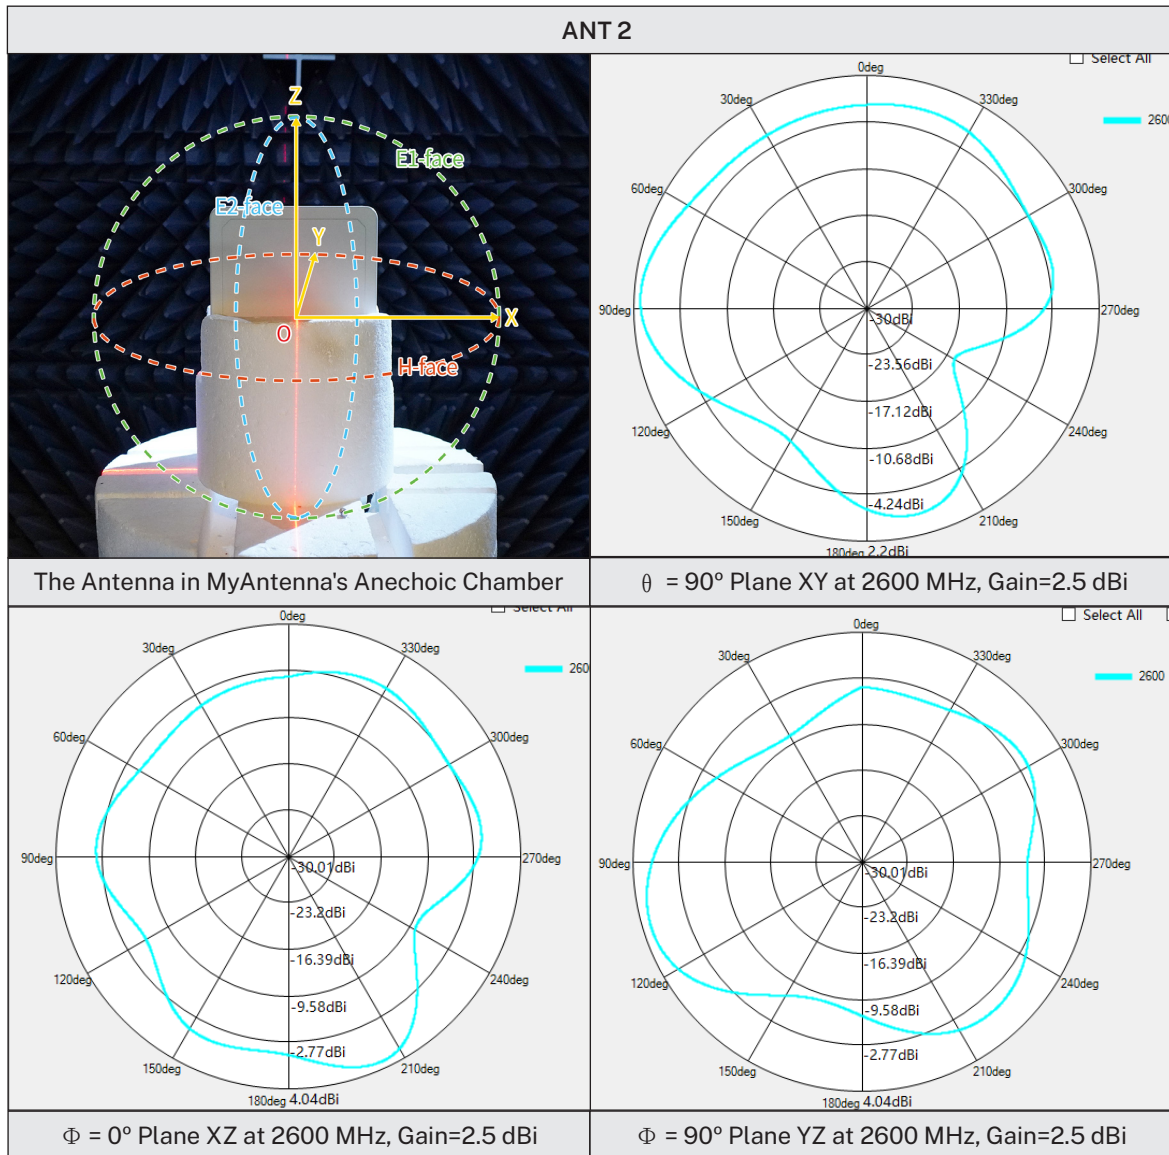 ANT 2
Z
E1-face
E2-face
Y
O
X
H-face
Select All
0deg
30deg
330deg
2600
60deg
300deg
90deg
270deg
-30dBi
-23.56dBi
-17.12dBi
120deg
240deg
-10.68dBi
-4.24dBi
150deg
210deg
180deg 2.2dBi
The Antenna in MyAntenna's Anechoic Chamber
θ = 90° Plane XY at 2600 MHz, Gain=2.5 dBi
Select All
0deg
30deg
330deg
260
60deg
300deg
90deg
270deg
-30.01dBi
-23.2dBi
-16.39dBi
120deg
240deg
-9.58dBi
-2.77dBi
150deg
210deg
180deg 4.04dBi
Select All
0deg
30deg
330deg
2600
60deg
300deg
90deg
270deg
-30.01dBi
-23.2dBi
-16.39dBi
120deg
240deg
-9.58dBi
-2.77dBi
150deg
210deg
180deg 4.04dBi
Φ = 0° Plane XZ at 2600 MHz, Gain=2.5 dBi
Φ = 90° Plane YZ at 2600 MHz, Gain=2.5 dBi